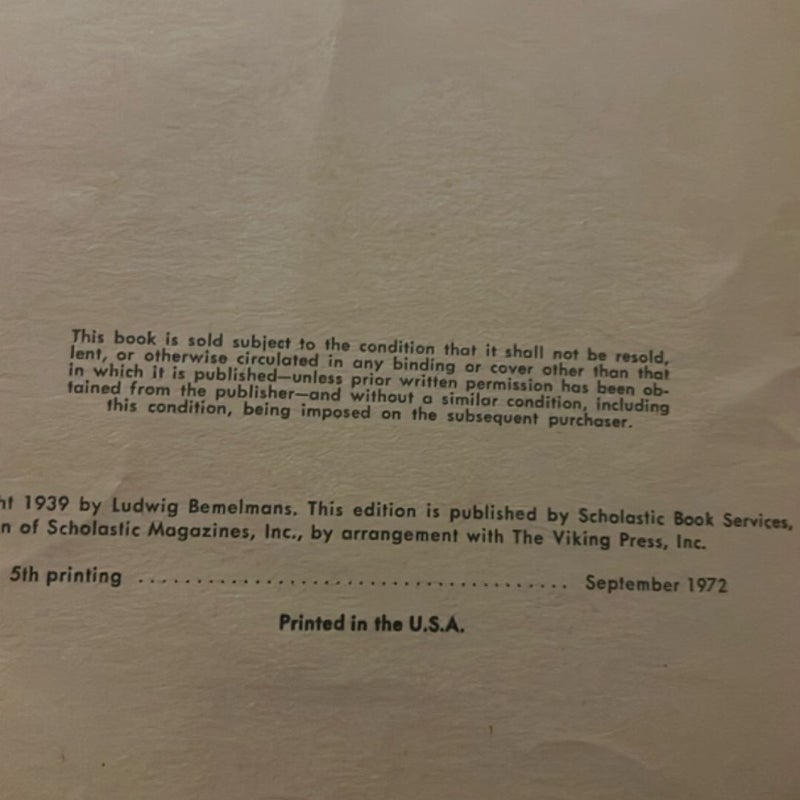 This book is sold subject to the condition that it shall not be resold,
lent, or otherwise circulated in any binding or cover other than that
in which it is published—unless prior written permission has been ob-
tained from the publisher—and without a similar condition, including
this condition, being imposed on the subsequent purchaser.
ht 1939 by Ludwig Bemelmans. This edition is published by Scholastic Book Services,
n of Scholastic Magazines, Inc., by arrangement with The Viking Press, Inc.
5th printing ..................................... September 1972
Printed in the U.S.A.